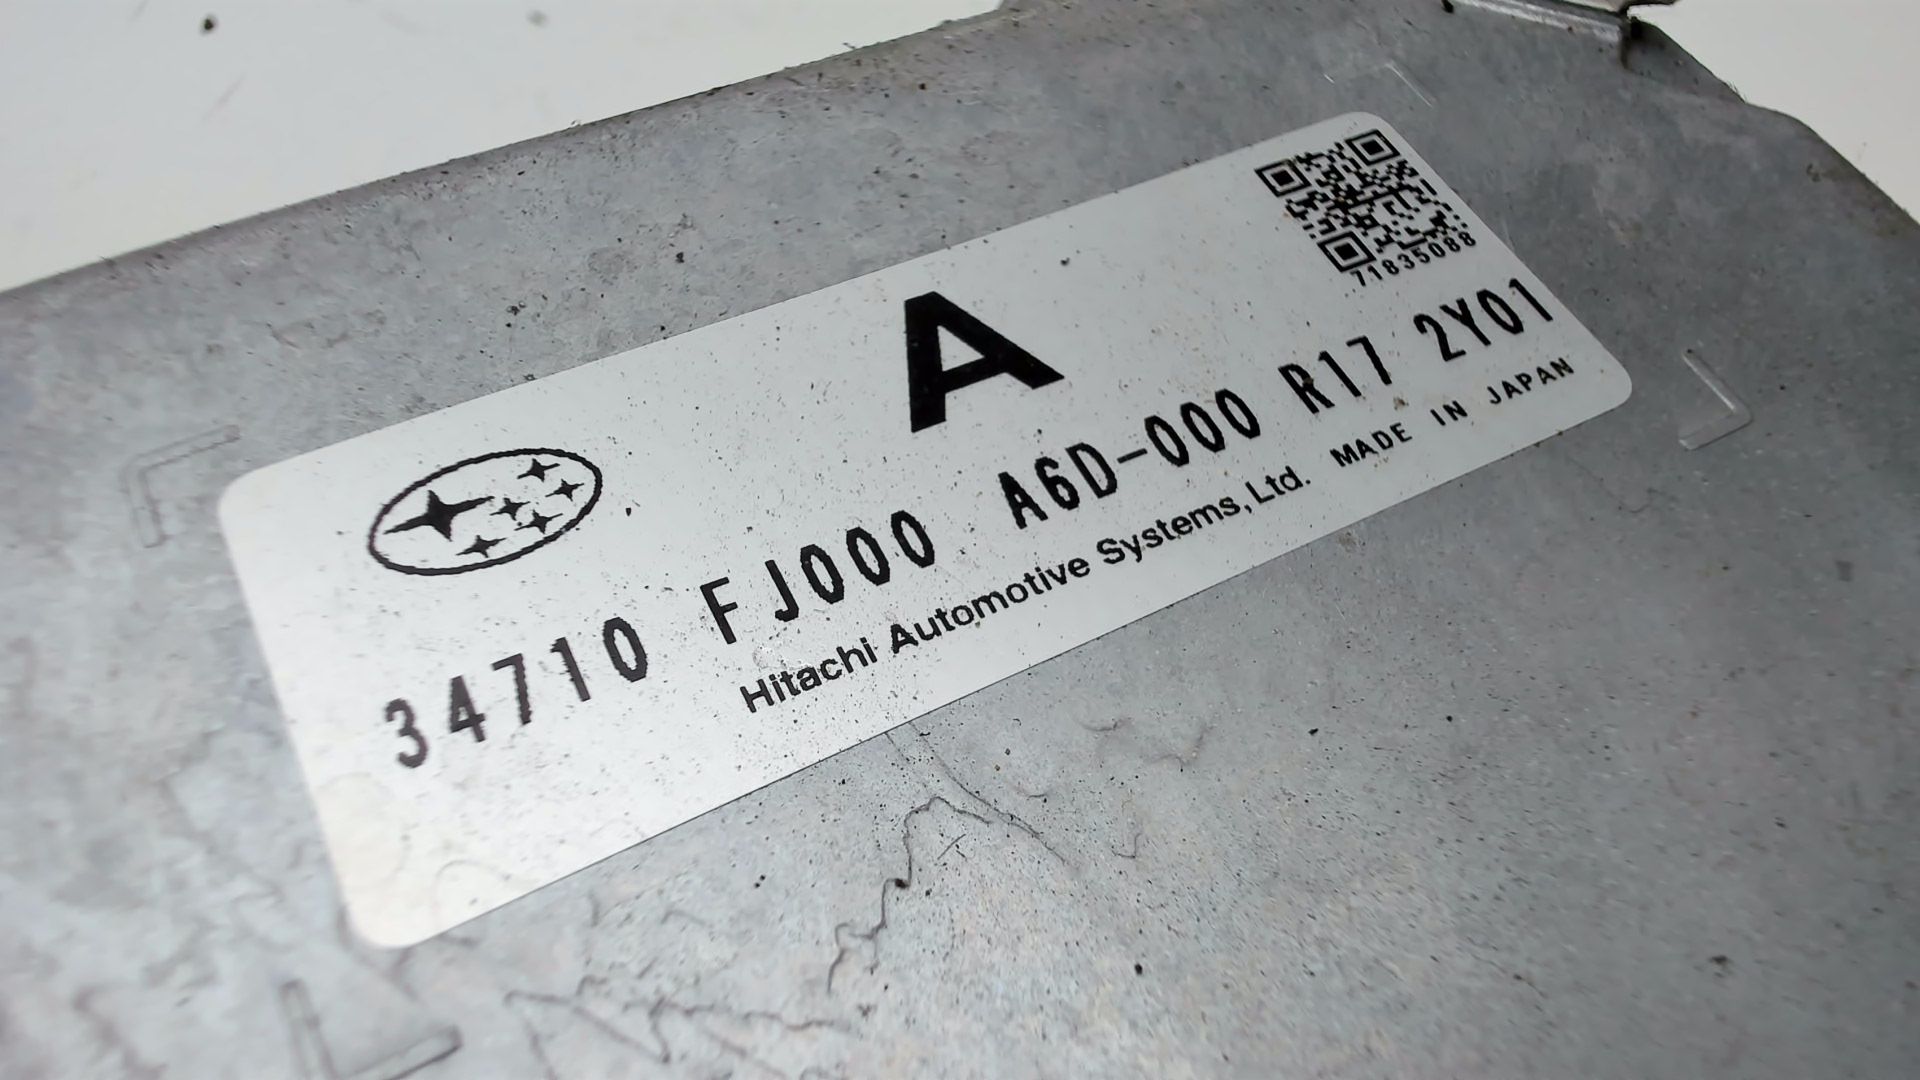 71835088
A
34710 FJ000 A6D-000 R17 2Y01
Hitachi Automotive Systems, Ltd. MADE IN JAPAN